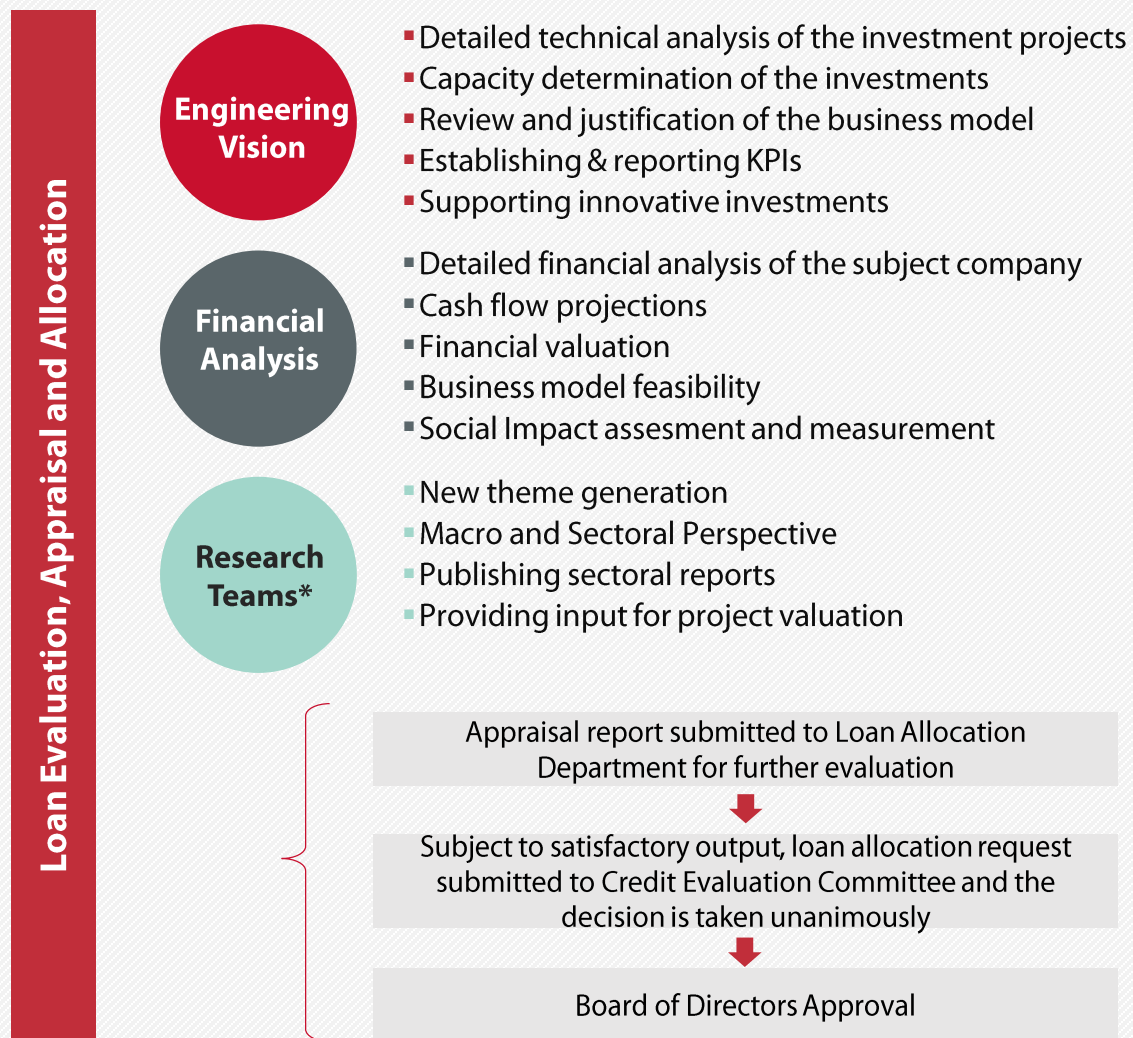 Loan Evaluation, Appraisal and Allocation
Engineering
Vision
▪Detailed technical analysis of the investment projects
▪Capacity determination of the investments
▪Review and justification of the business model
▪Establishing & reporting KPIs
▪Supporting innovative investments
Financial
Analysis
▪Detailed financial analysis of the subject company
▪Cash flow projections
▪Financial valuation
▪Business model feasibility
▪Social Impact assesment and measurement
Research
Teams*
▪New theme generation
▪Macro and Sectoral Perspective
▪Publishing sectoral reports
▪Providing input for project valuation
Appraisal report submitted to Loan Allocation
Department for further evaluation
Subject to satisfactory output, loan allocation request
submitted to Credit Evaluation Committee and the
decision is taken unanimously
Board of Directors Approval